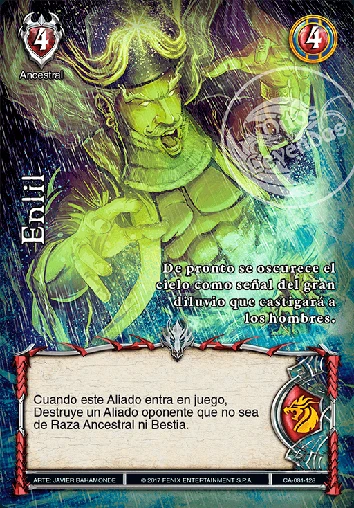 4
4
Ancestral
Enlil
De pronto se oscurece el
cielo como señal del gran
diluvio que castigará a
los hombres.
Cuando este Aliado entra en juego,
Destruye un Aliado oponente que no sea
de Raza Ancestral ni Bestia.
ARTE: JAVIER BAHAMONDE
© 2017 FENIX ENTERTAINMENT S.P.A.